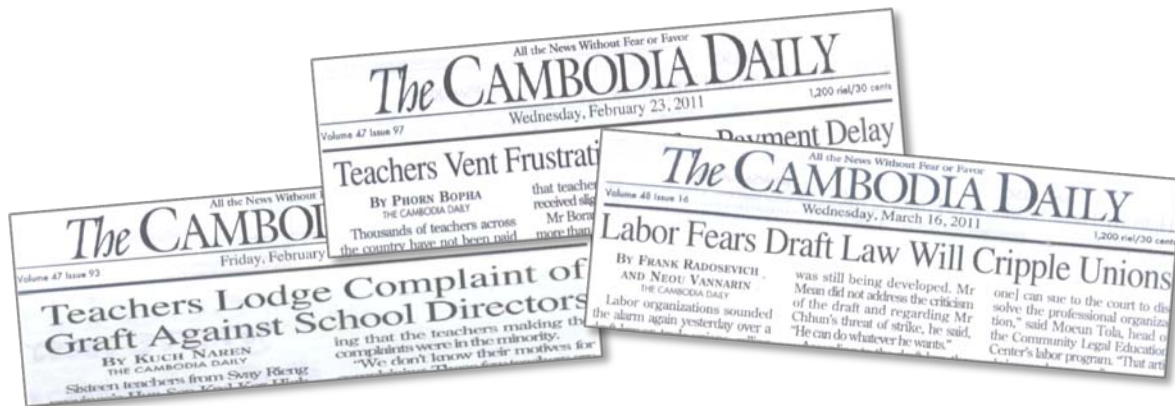 All the News Without Fear or Favor
The CAMBODIA DAILY
Wednesday, February 23, 2011
Volume 47 Issue 97
1,200 riel/30 cents
Payment Delay
Teachers Vent
BY PHORN BOPHA
THE CAMBODIA DAILY
Thousands of teachers across
the country have not been paid
that
received
Mr
more than
All the News Without
The
Friday, February
Volume 47 Issue 93
Teachers Lodge Complaint of
Graft Against School Directors
BY KUCH NAREN
THE CAMBODIA DAILY
Sixteen teachers from Svay Rieng
ing that the teachers making the
complaints were in the minority.
"We don't know their motives for
All the News Without Fear or Favor
The CAMBODIA DAILY
Wednesday, March 16, 2011
Volume 48 Issue 16
1,200 riel/30
Labor Fears Draft Law Will Cripple Unions
BY FRANK RADOSEVICH
AND NEOU VANNARIN
THE CAMBODIA DAILY
Labor organizations sounded
the alarm again yesterday over a
was still being developed. Mr
Mean did not address the criticism
of the draft and regarding Mr
Chhun's threat of strike, he said,
"He can do whatever he wants."
one] can sue to the court to dis-
solve the professional organiza-
tion," said Moeun Tola, head of
the Community Legal Education
Center's labor program. "That